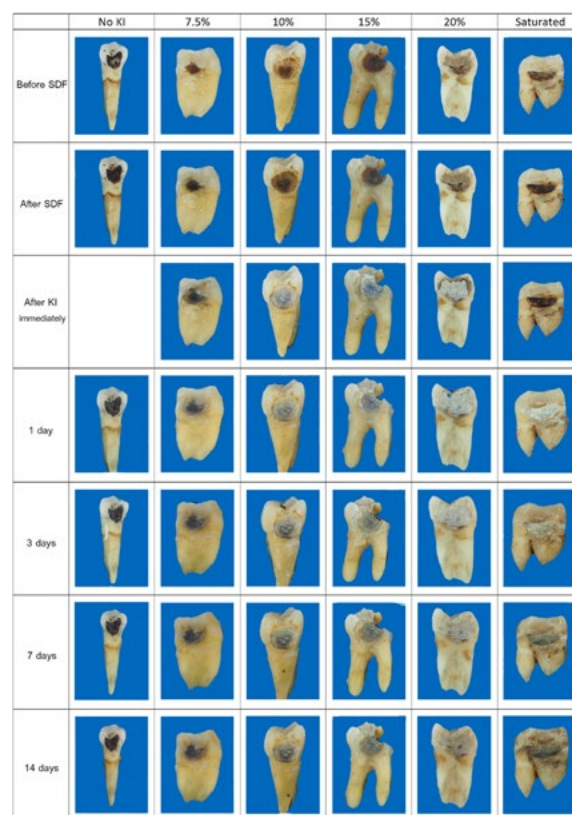 No KI 7.5% 10% 15% 20% Saturated
Before SDF
After SDF
After KI
immediately
1 day
3 days
7 days
14 days